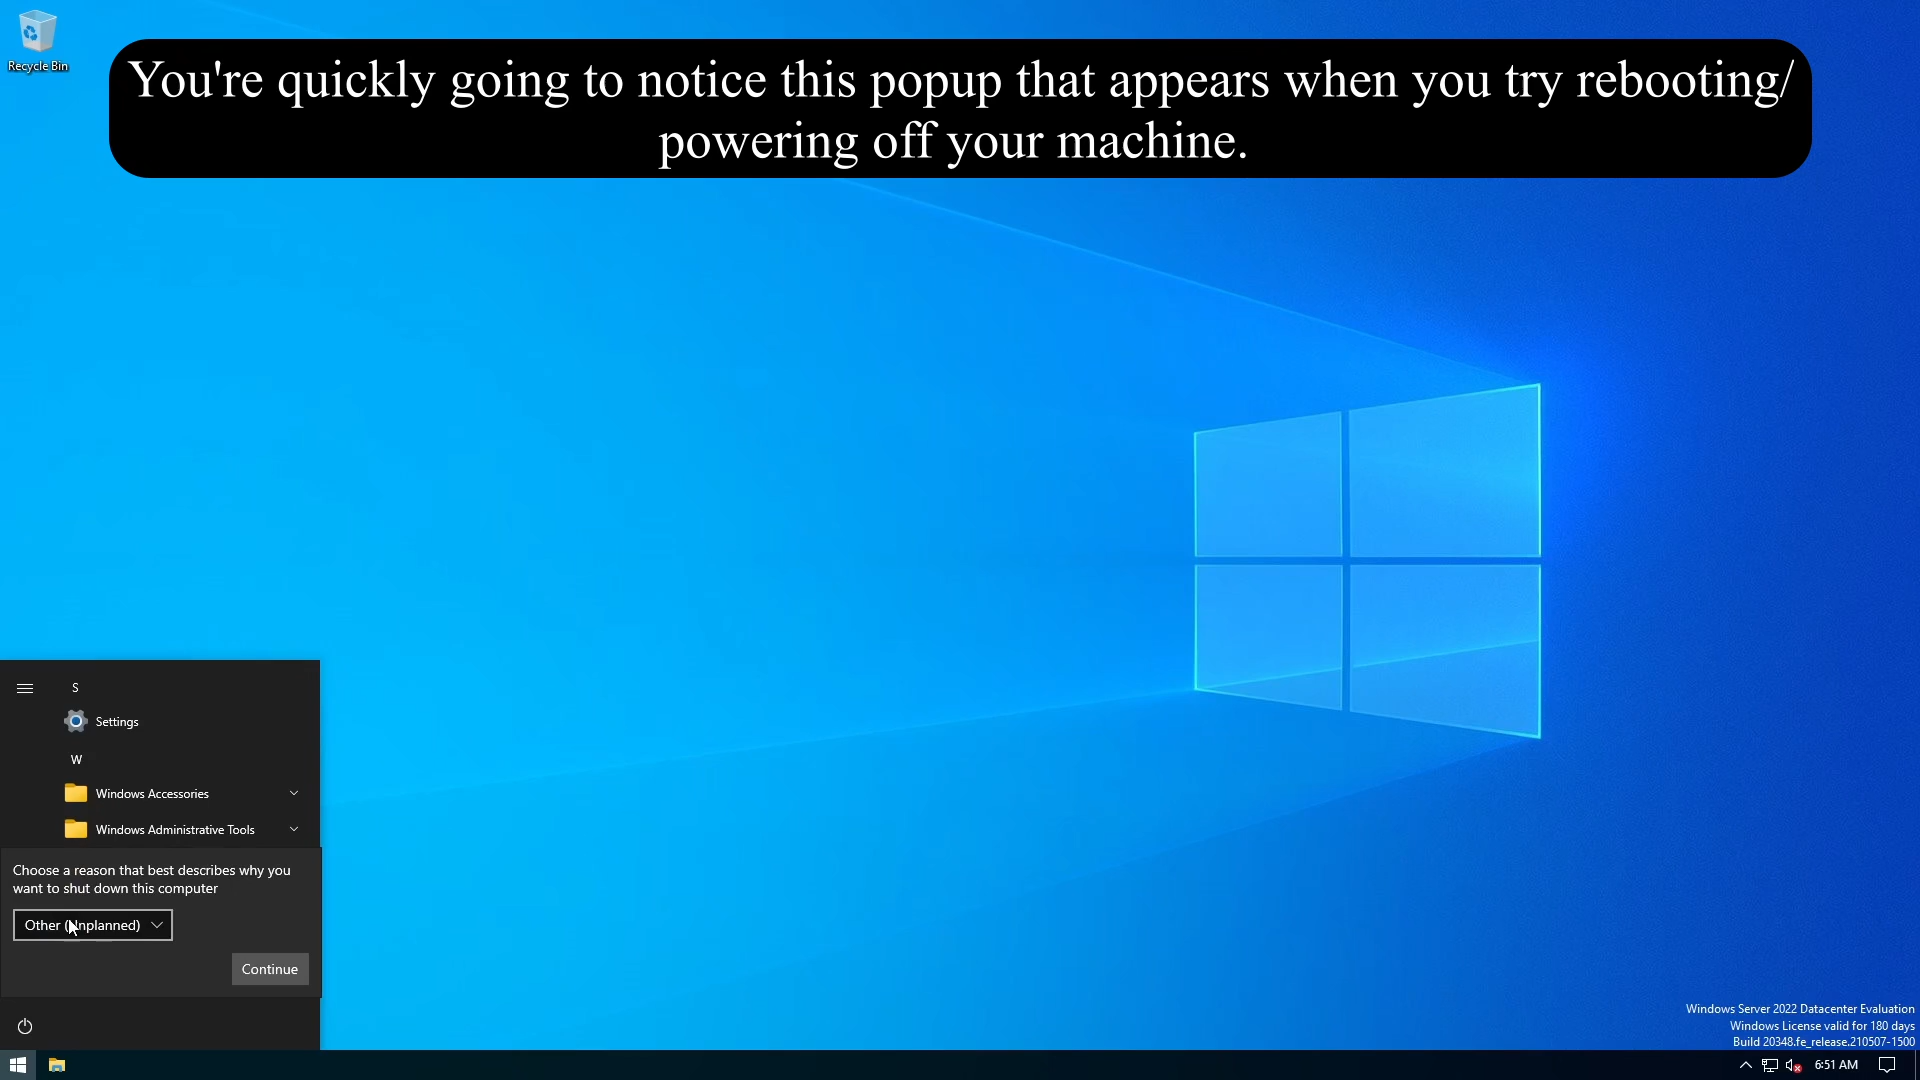 Recycle Bin
You're quickly going to notice this popup that appears when you try rebooting/
powering off your machine.
S
Settings
W
Windows Accessories
Windows Administrative Tools
Choose a reason that best describes why you
want to shut down this computer
Other (Unplanned)
Continue
Windows Server 2022 Datacenter Evaluation
Windows License valid for 180 days
Build 20348.fe_release.210507-1500
6:51 AM